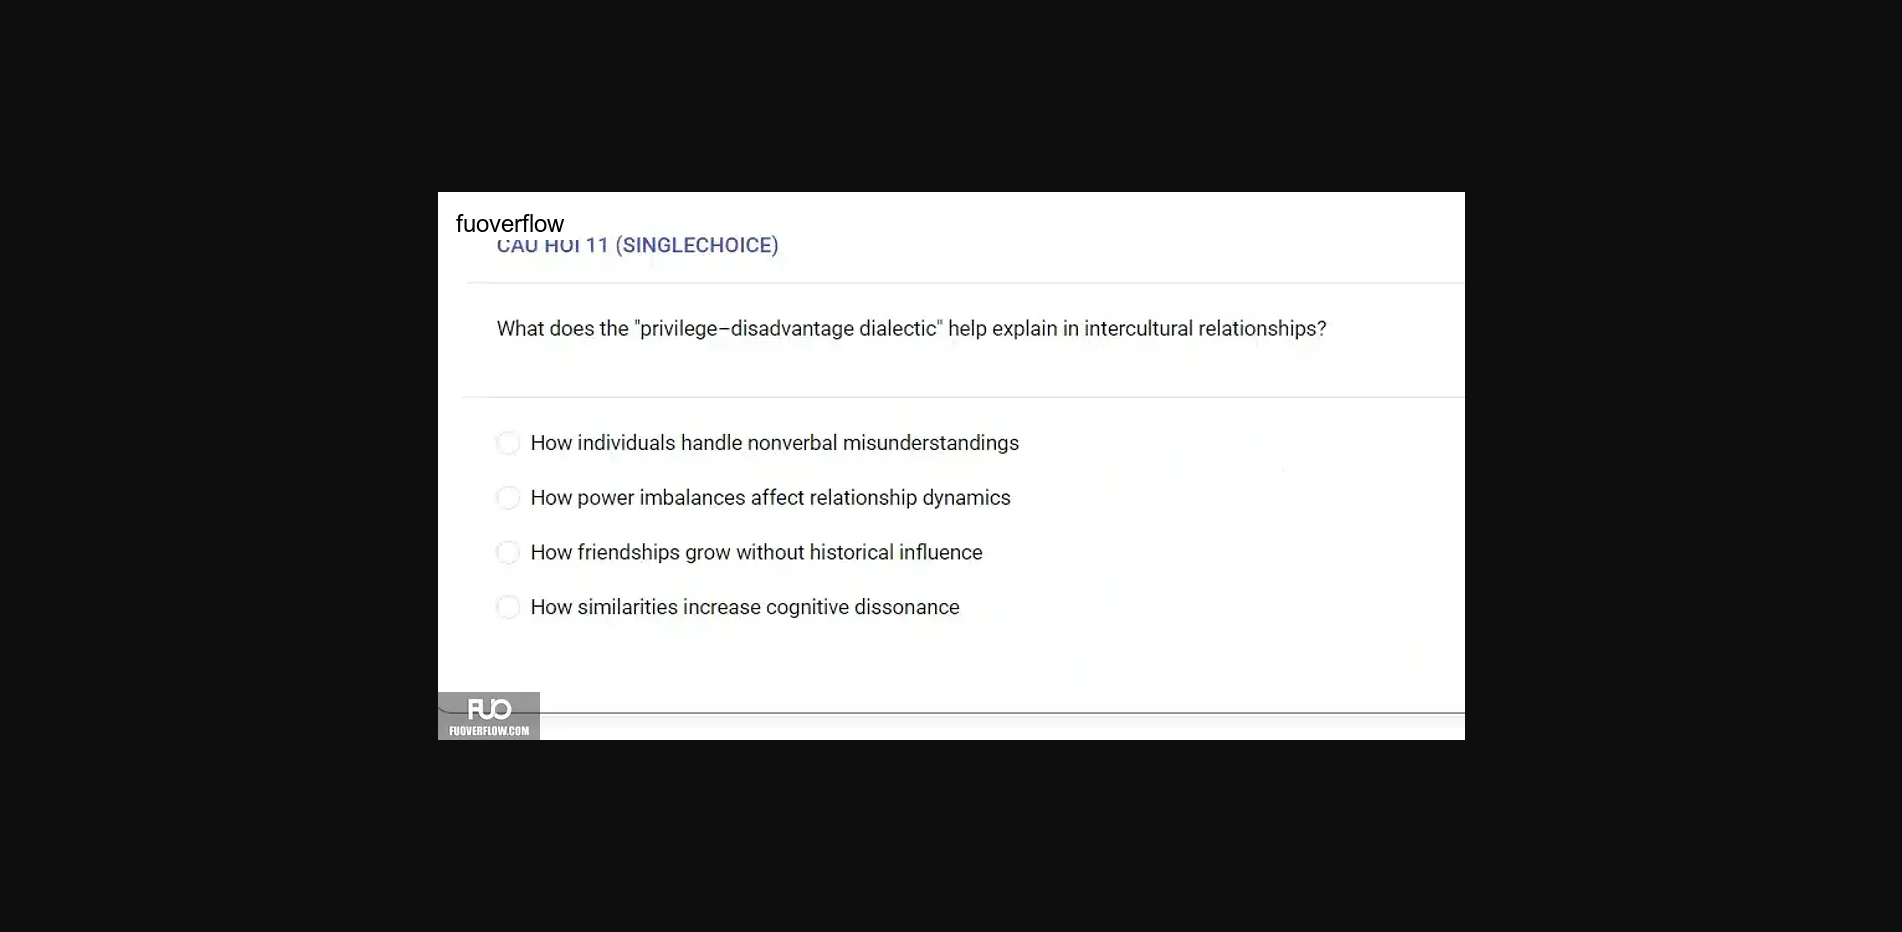 fuoverflow
CÂU HỎI 11 (SINGLECHOICE)
What does the "privilege–disadvantage dialectic" help explain in intercultural relationships?
How individuals handle nonverbal misunderstandings
How power imbalances affect relationship dynamics
How friendships grow without historical influence
How similarities increase cognitive dissonance
FUO
FUOVERFLOW.COM